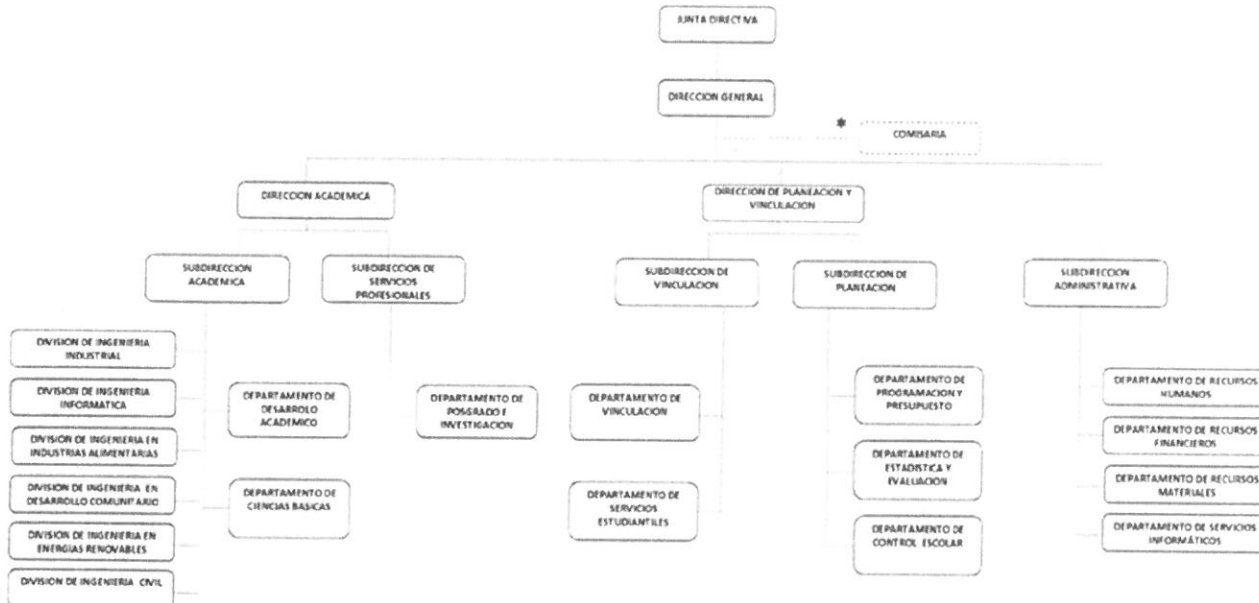 JUNTA DIRECTIVA
DIRECCION GENERAL
*
COMISARIA
DIRECCION ACADEMICA
DIRECCION DE PLANEACION Y
VINCULACION
SUBDIRECCION
ACADEMICA
SUBDIRECCION DE
SERVICIOS
PROFESIONALES
SUBDIRECCION DE
VINCULACION
SUBDIRECCION DE
PLANEACION
SUBDIRECCION
ADMINISTRATIVA
DIVISION DE INGENIERIA
INDUSTRIAL
DIVISION DE INGENIERIA
INFORMATICA
DIVISION DE INGENIERIA EN
INDUSTRIAS ALIMENTARIAS
DIVISION DE INGENIERIA EN
DESARROLLO COMUNITARIO
DIVISION DE INGENIERIA EN
ENERGIAS RENOVABLES
DIVISION DE INGENIERIA CIVIL
DEPARTAMENTO DE
DESARROLO
ACADEMICO
DEPARTAMENTO DE
CIENCIAS BASICAS
DEPARTAMENTO DE
POSGRADO E
INVESTIGACION
DEPARTAMENTO DE
VINCULACION
DEPARTAMENTO DE
SERVICIOS
ESTUDIANTILES
DEPARTAMENTO DE
PROGRAMACION Y
PRESUPUESTO
DEPARTAMENTO DE
ESTADISTICA Y
EVALUACION
DEPARTAMENTO DE
CONTROL ESCOLAR
DEPARTAMENTO DE RECURSOS
HUMANOS
DEPARTAMENTO DE RECURSOS
FINANCIEROS
DEPARTAMENTO DE RECURSOS
MATERIALES
DEPARTAMENTO DE SERVICIOS
INFORMÁTICOS